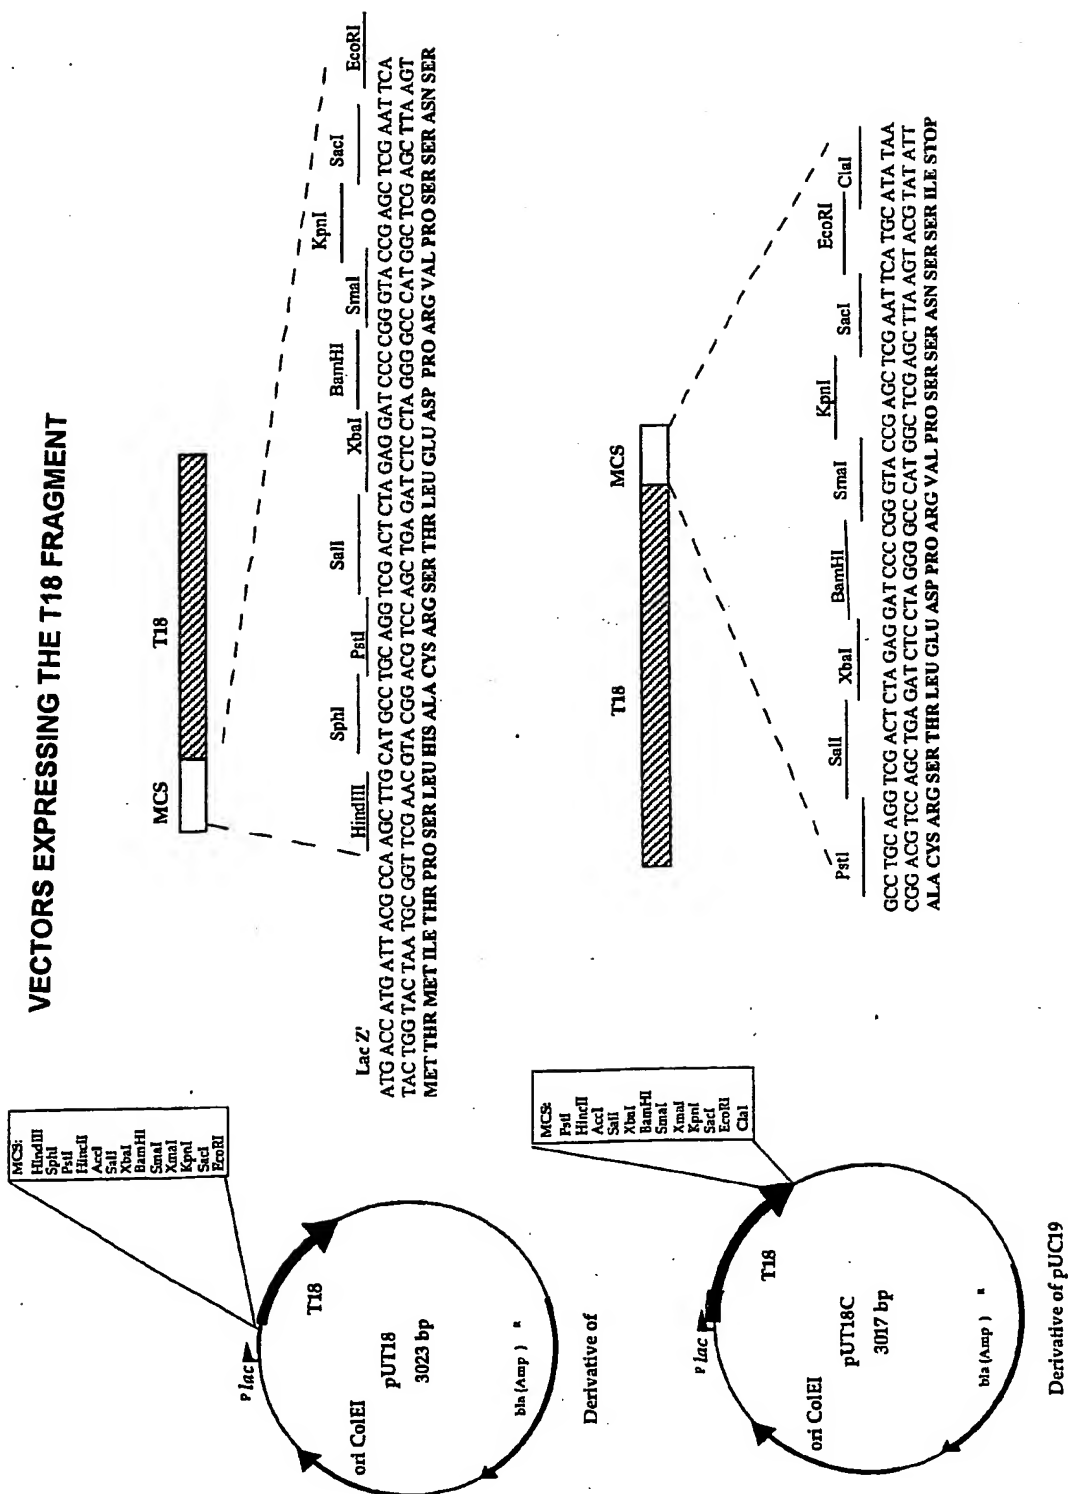 VECTORS EXPRESSING THE T18 FRAGMENT
MCS:
HindIII
SphI
PstI
HincII
AccI
SalI
XbaI
BamHI
SmaI
XmaI
KpnI
SacI
EcoRI
P lac
T18
pUT18
3023 bp
ori ColEI
bla (Amp ) R
Derivative of
MCS T18
HindIII SphI PstI SalI XbaI BamHI SmaI KpnI SacI EcoRI
Lac Z'
ATG ACC ATG ATT ACG CCA AGC TTG CAT GCC TGC AGG TCG ACT CTA GAG GAT CCC CGG GTA CCG AGC TCG AAT TCA
TAC TGG TAC TAA TGC GGT TCG AAC GTA CGG ACG TCC AGC TGA GAT CTC CTA GGG GCC CAT GGC TCG AGC TTA AGT
MET THR MET ILE THR PRO SER LEU HIS ALA CYS ARG SER THR LEU GLU ASP PRO ARG VAL PRO SER SER ASN SER
MCS:
PstI
HincII
AccI
SalI
XbaI
BamHI
SmaI
XmaI
KpnI
SacI
EcoRI
ClaI
P lac
T18
pUT18C
3017 bp
ori ColEI
bla (Amp ) R
Derivative of pUC19
T18 MCS
PstI SalI XbaI BamHI SmaI KpnI SacI EcoRI ClaI
GCC TGC AGG TCG ACT CTA GAG GAT CCC CGG GTA CCG AGC TCG AAT TCA TGC ATA TAA
CGG ACG TCC AGC TGA GAT CTC CTA GGG GCC CAT GGC TCG AGC TTA AGT ACG TAT ATT
ALA CYS ARG SER THR LEU GLU ASP PRO ARG VAL PRO SER SER ASN SER SER ILE STOP